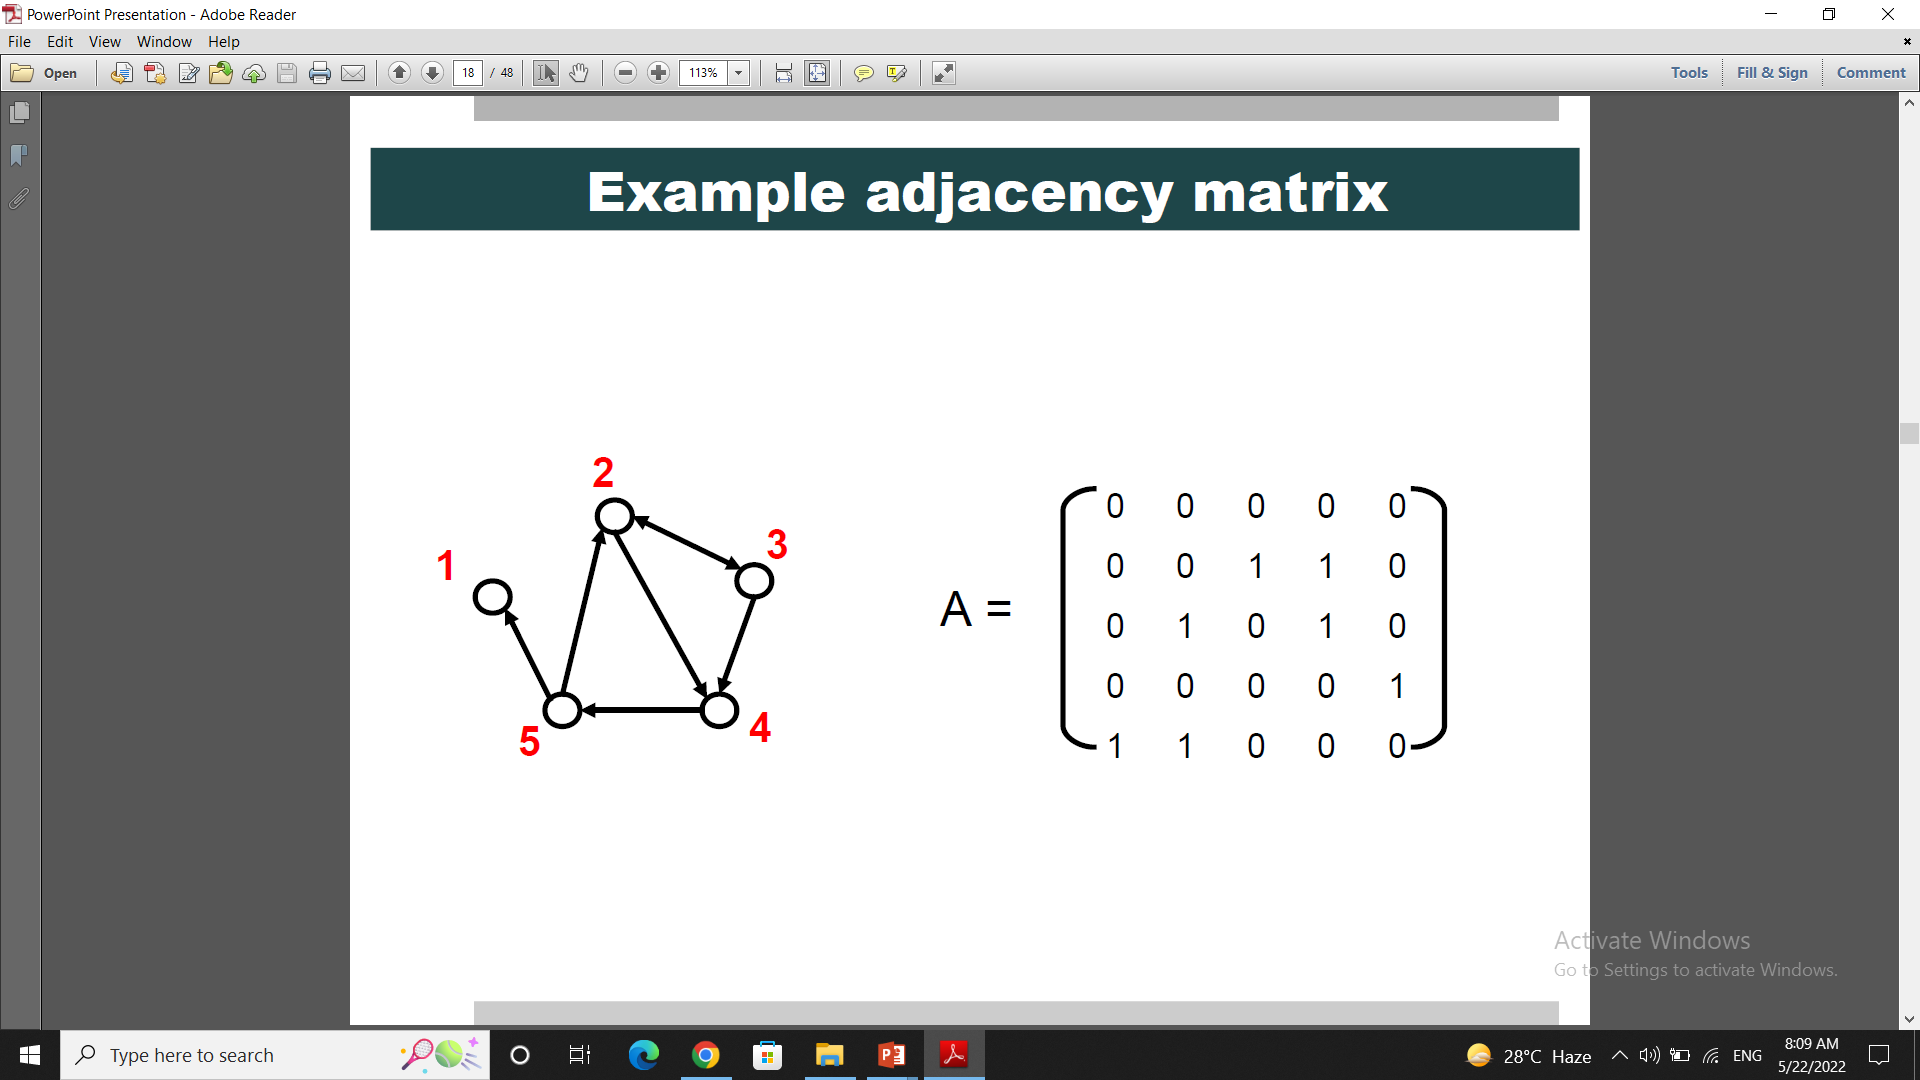 PowerPoint Presentation - Adobe Reader
File Edit View Window Help
Open 18 / 48 113% Tools Fill & Sign Comment
Example adjacency matrix
2
3
1
5
4
A =
0 0 0 0 0
0 0 1 1 0
0 1 0 1 0
0 0 0 0 1
1 1 0 0 0
Activate Windows
Go to Settings to activate Windows.
Type here to search
28°C Haze
ENG
8:09 AM
5/22/2022